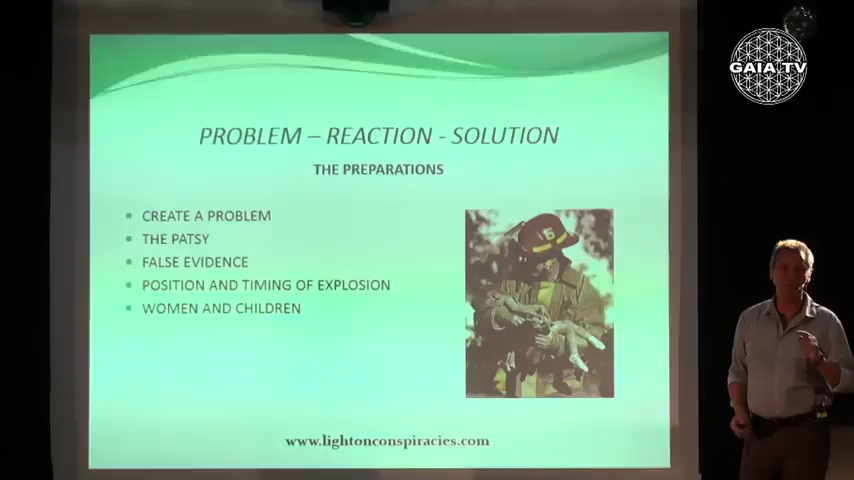 GAIA TV
PROBLEM – REACTION - SOLUTION
THE PREPARATIONS
• CREATE A PROBLEM
• THE PATSY
• FALSE EVIDENCE
• POSITION AND TIMING OF EXPLOSION
• WOMEN AND CHILDREN
5
www.lightonconspiracies.com